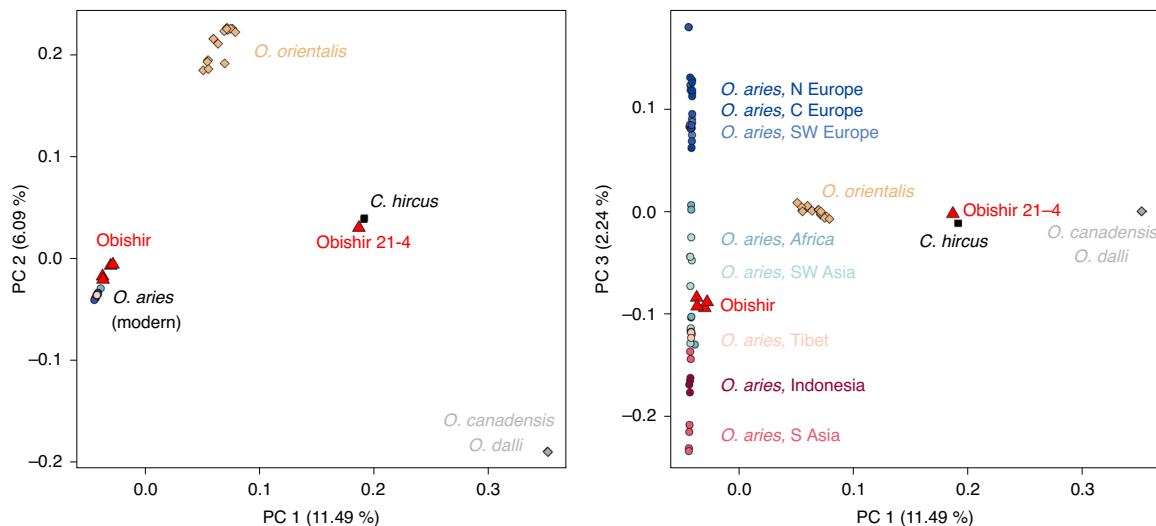 O. orientalis
C. hircus
Obishir 21-4
Obishir
O. aries
(modern)
O. canadensis
O. dalli
0.2
0.1
0.0
–0.1
–0.2
0.0
0.1
0.2
0.3
PC 2 (6.09 %)
PC 1 (11.49 %)
O. aries, N Europe
O. aries, C Europe
O. aries, SW Europe
O. orientalis
Obishir 21–4
C. hircus
O. canadensis
O. dalli
O. aries, Africa
O. aries, SW Asia
Obishir
O. aries, Tibet
O. aries, Indonesia
O. aries, S Asia
0.1
0.0
–0.1
–0.2
0.0
0.1
0.2
0.3
PC 3 (2.24 %)
PC 1 (11.49 %)